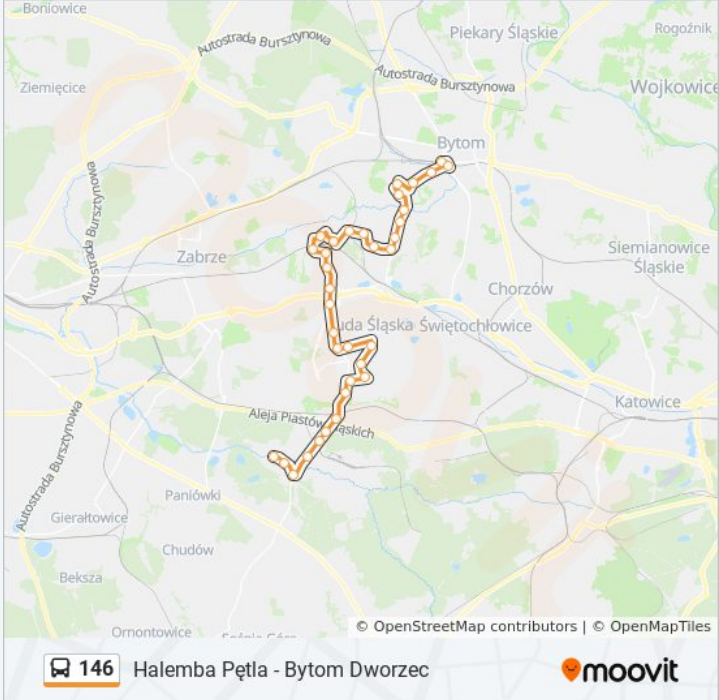 Boniowice
Piekary Śląskie
Rogoźnik
Autostrada Bursztynowa
Autostrada Bursztynowa
Ziemięcice
Wojkowice
Bytom
Autostrada Bursztynowa
Zabrze
Siemianowice
Śląskie
Chorzów
uda Śląska
Świętochłowice
Katowice
Aleja Piastów Śląskich
Autostrada Bursztynowa
Paniówki
Gierałtowice
Chudów
Beksza
Ornontowice
© OpenStreetMap contributors | © OpenMapTiles
146 Halemba Pętla - Bytom Dworzec
moovit